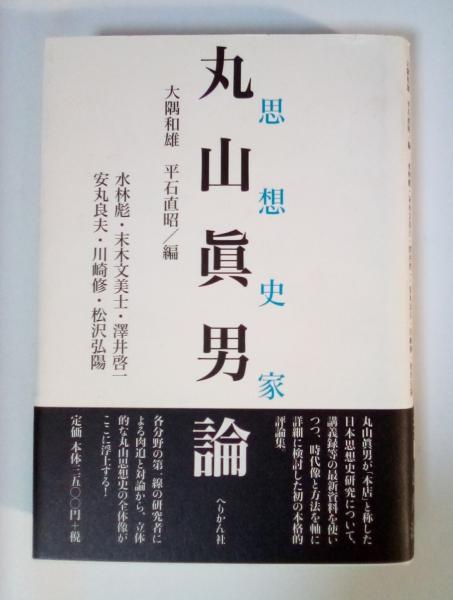 思想史家
丸山眞男論
大隅和雄　平石直昭／編
水林彪・末木文美士・澤井啓一
安丸良夫・川崎修・松沢弘陽
丸山眞男が「本店」と称した
日本思想史研究について、
講義録等の最新資料を使い
つつ、時代像と方法を軸に
詳細に検討した初の本格的
評論集。
ぺりかん社
各分野の第一線の研究者に
よる肉迫と対論から、立体
的な丸山思想史の全体像が
ここに浮上する！
定価 本体三五〇〇円＋税